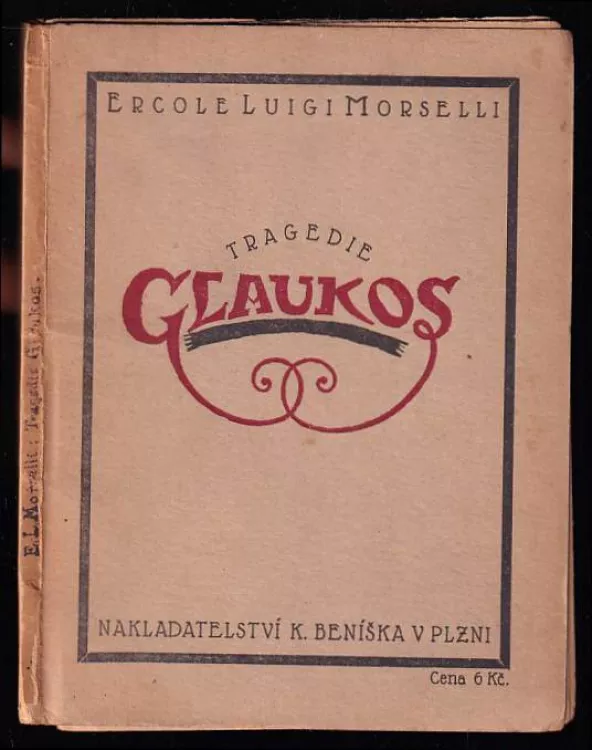 ERCOLE LUIGI MORSELLI
TRAGEDIE
GLAUKOS
NAKLADATELSTVÍ K. BENÍŠKA V PLZNI
Cena 6 Kč.
E.L. Morselli: Tragedie Glaukos.